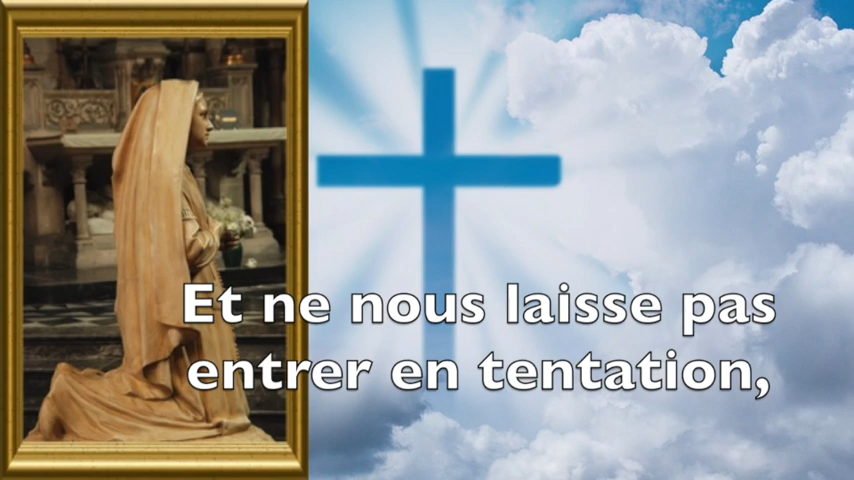 Et ne nous laisse pas
entrer en tentation,